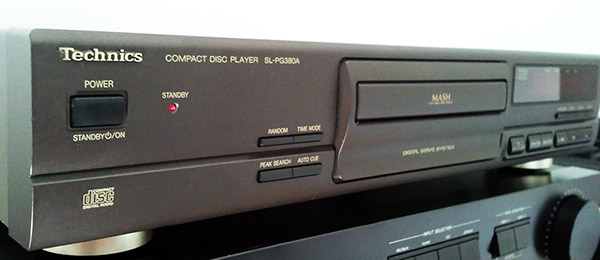 Technics
COMPACT DISC PLAYER SL-PG380A
POWER
STANDBY
STANDBY⏻/ON
RANDOM TIME MODE
PEAK SEARCH AUTO CUE
MASH
DIGITAL SERVO SYSTEM
COMPACT
disc
DIGITAL AUDIO
INPUT SELECTOR